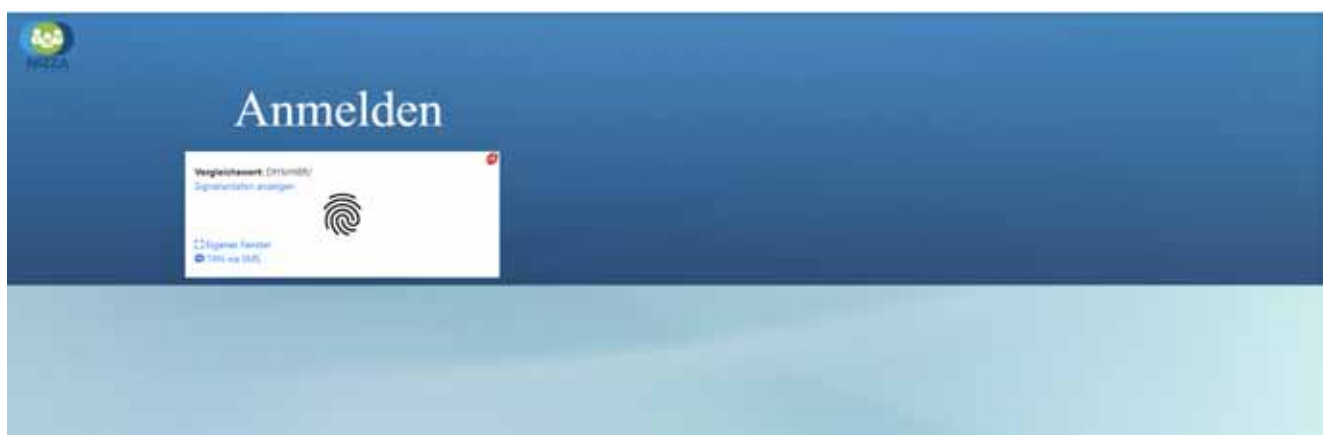 NIZZA
Anmelden
Vergleichswert:
Signaturdaten anzeigen
Eigenes Fenster
TAN via SMS